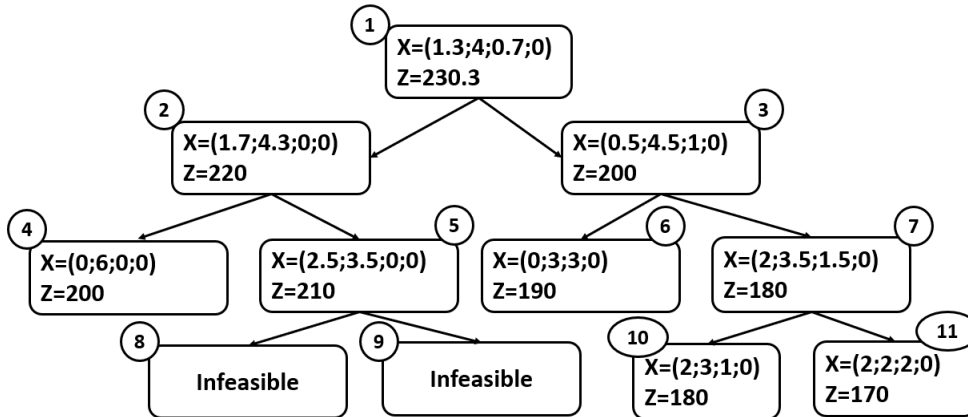 1
X=(1.3;4;0.7;0)
Z=230.3
2
X=(1.7;4.3;0;0)
Z=220
3
X=(0.5;4.5;1;0)
Z=200
4
X=(0;6;0;0)
Z=200
5
X=(2.5;3.5;0;0)
Z=210
6
X=(0;3;3;0)
Z=190
7
X=(2;3.5;1.5;0)
Z=180
8
Infeasible
9
Infeasible
10
X=(2;3;1;0)
Z=180
11
X=(2;2;2;0)
Z=170